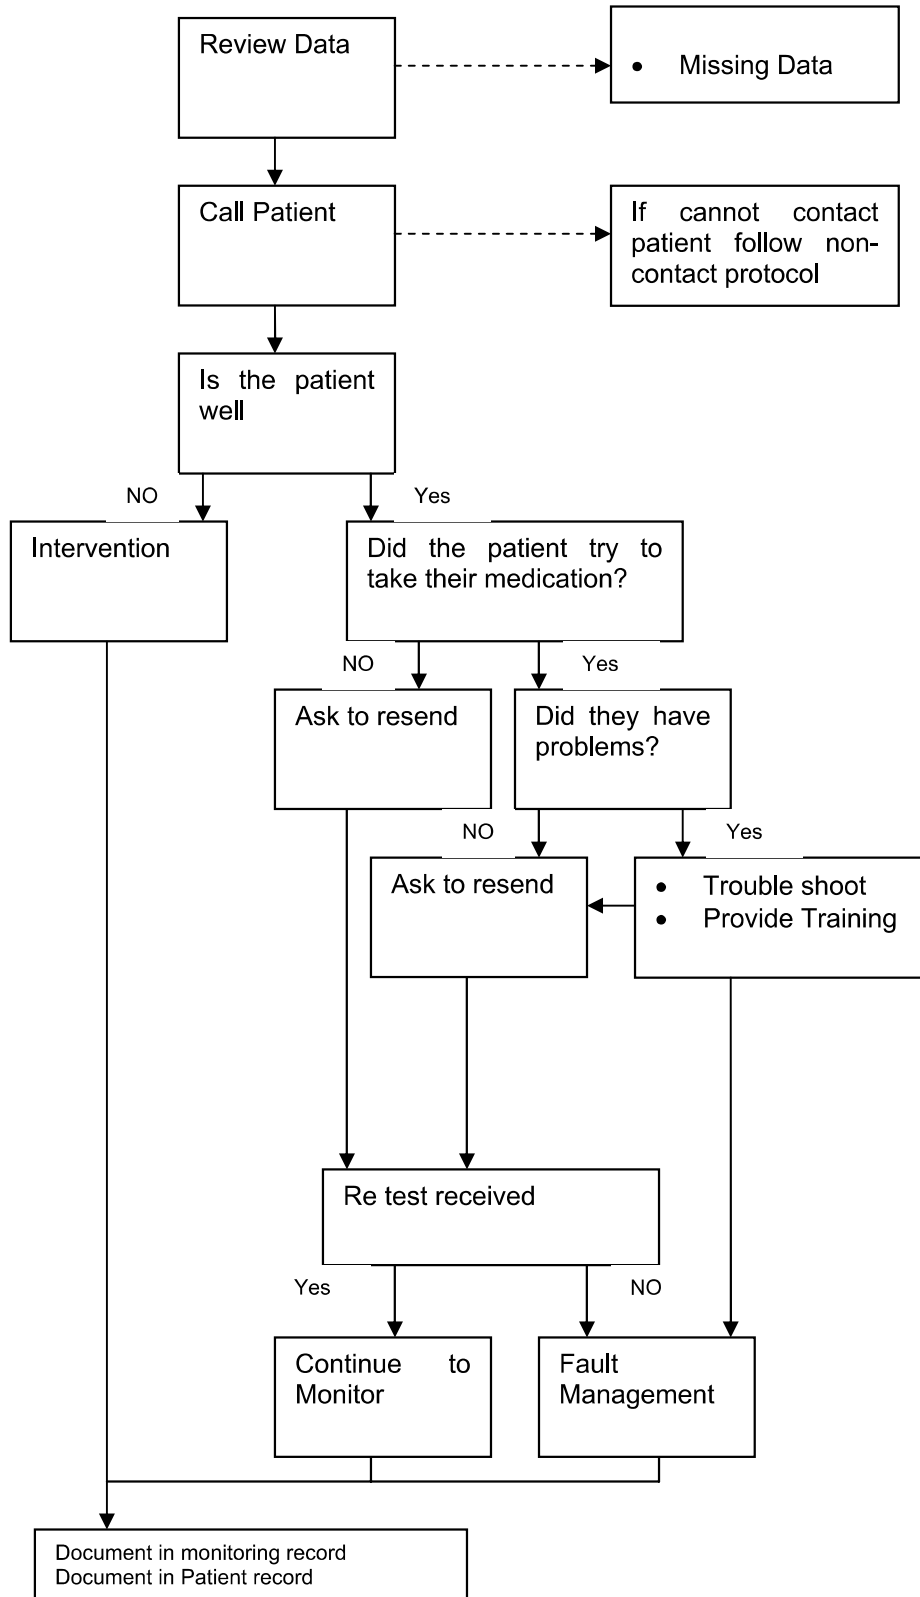 Review Data
• Missing Data
Call Patient
If cannot contact
patient follow non-
contact protocol
Is the patient
well
NO
Yes
Intervention
Did the patient try to
take their medication?
NO
Yes
Ask to resend
Did they have
problems?
NO
Yes
Ask to resend
• Trouble shoot
• Provide Training
Re test received
Yes
NO
Continue to
Monitor
Fault
Management
Document in monitoring record
Document in Patient record